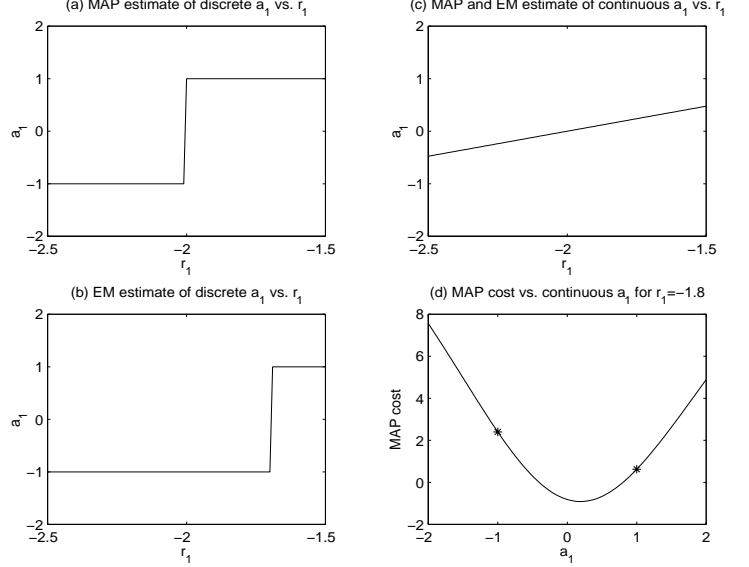 (a) MAP estimate of discrete a₁ vs. r₁
2
1
0
−1
−2
a₁
−2.5
−2
−1.5
r₁
(c) MAP and EM estimate of continuous a₁ vs. r₁
2
1
0
−1
−2
a₁
−2.5
−2
−1.5
r₁
(b) EM estimate of discrete a₁ vs. r₁
2
1
0
−1
−2
a₁
−2.5
−2
−1.5
r₁
(d) MAP cost vs. continuous a₁ for r₁=−1.8
8
6
4
2
0
−2
MAP cost
−2
−1
0
1
2
a₁